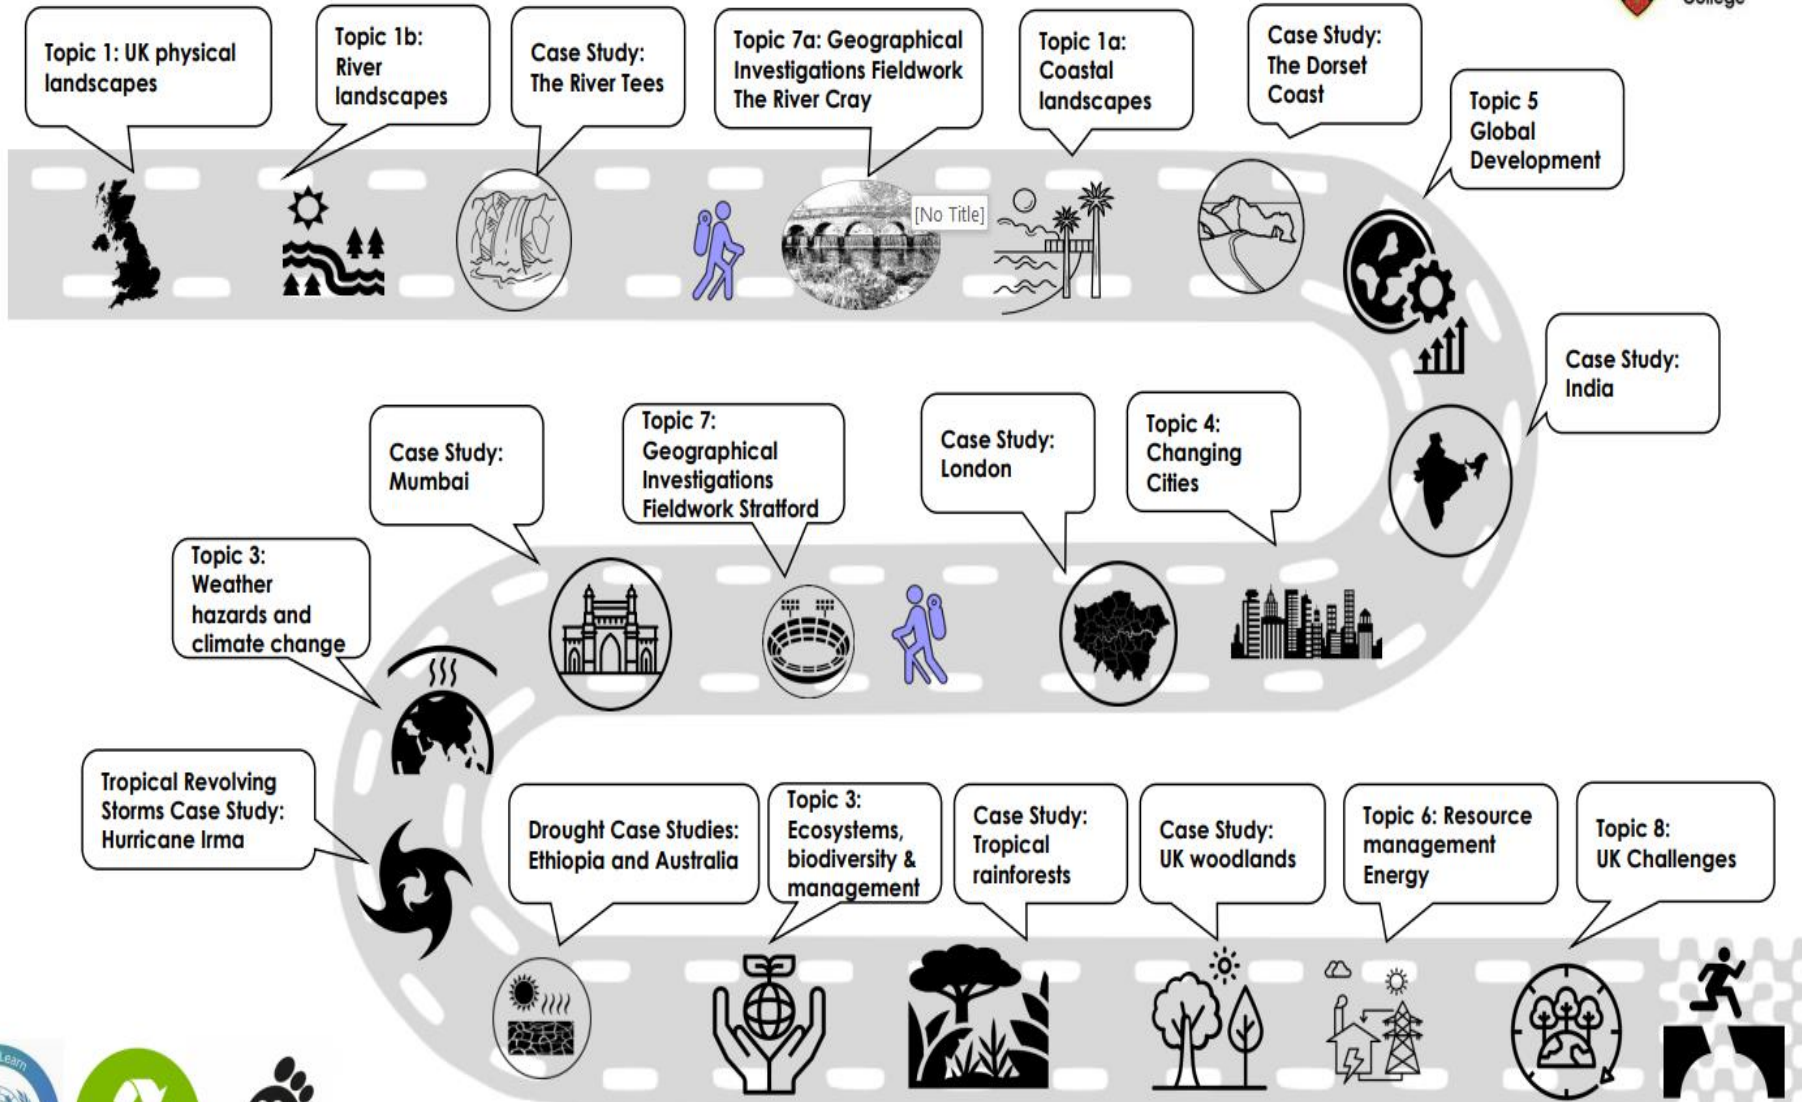 College
Topic 1: UK physical
landscapes
Topic 1b:
River
landscapes
Case Study:
The River Tees
Topic 7a: Geographical
Investigations Fieldwork
The River Cray
Topic 1a:
Coastal
landscapes
Case Study:
The Dorset
Coast
Topic 5
Global
Development
[No Title]
Case Study:
India
Topic 4:
Changing
Cities
Case Study:
London
Topic 7:
Geographical
Investigations
Fieldwork Stratford
Case Study:
Mumbai
Topic 3:
Weather
hazards and
climate change
Tropical Revolving
Storms Case Study:
Hurricane Irma
Drought Case Studies:
Ethiopia and Australia
Topic 3:
Ecosystems,
biodiversity &
management
Case Study:
Tropical
rainforests
Case Study:
UK woodlands
Topic 6: Resource
management
Energy
Topic 8:
UK Challenges
Learn